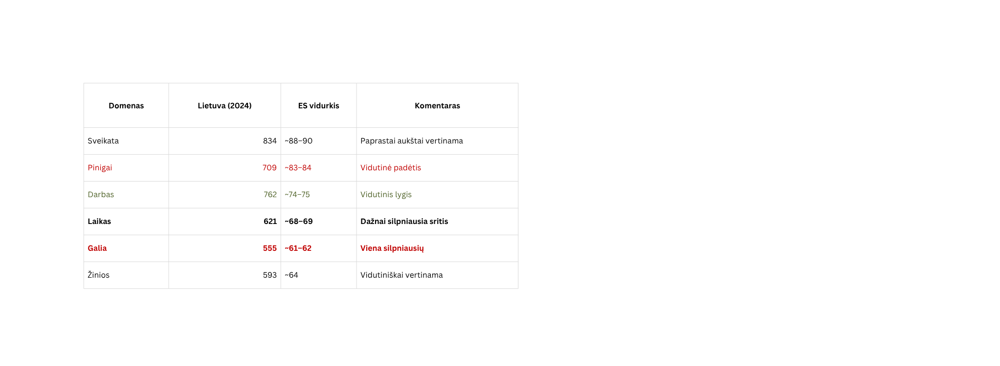 Domenas Lietuva (2024) ES vidurkis Komentaras
Sveikata 834 ~88–90 Paprastai aukštai vertinama
Pinigai 709 ~83–84 Vidutinė padėtis
Darbas 762 ~74–75 Vidutinis lygis
Laikas 621 ~68–69 Dažnai silpniausia sritis
Galia 555 ~61–62 Viena silpniausių
Žinios 593 ~64 Vidutiniškai vertinama